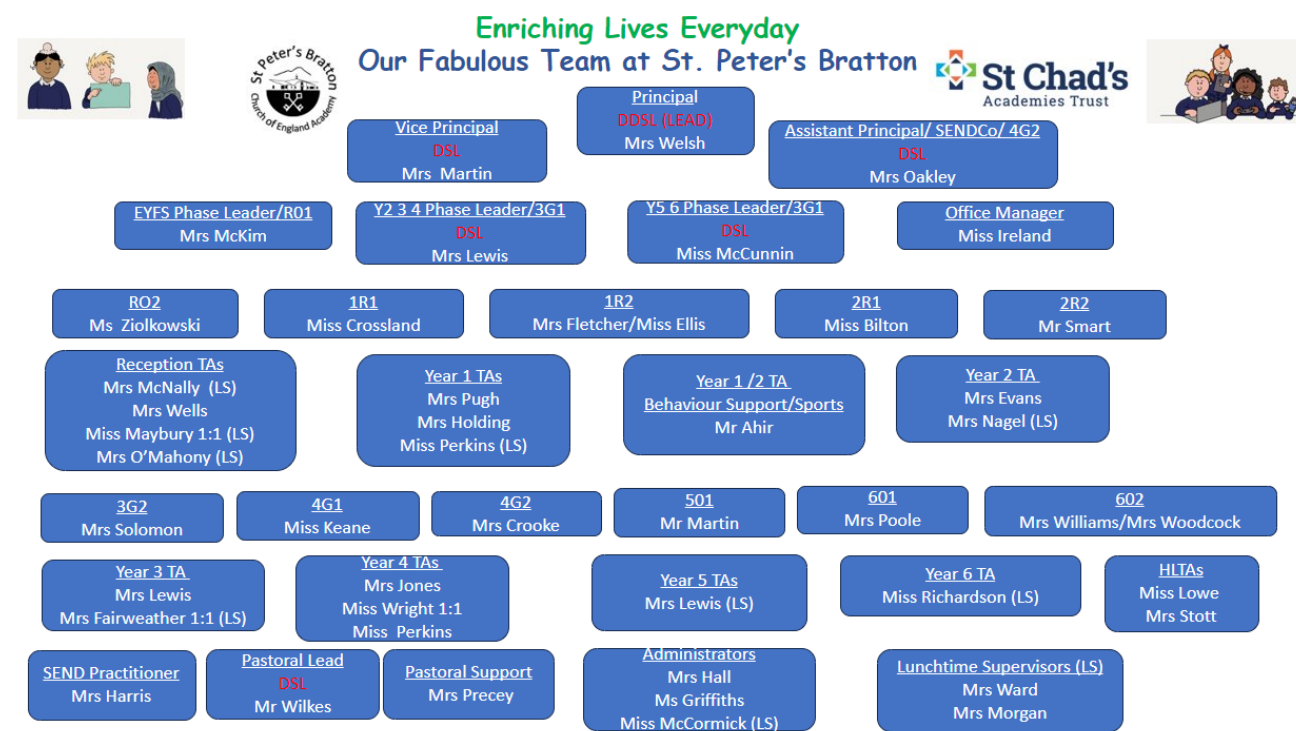 Enriching Lives Everyday
Our Fabulous Team at St. Peter's Bratton
St Peter's Bratton
Church of England Academy
St Chad's
Academies Trust
Principal
DDSL (LEAD)
Mrs Welsh
Vice Principal
DSL
Mrs Martin
Assistant Principal/ SENDCo/ 4G2
DSL
Mrs Oakley
EYFS Phase Leader/R01
Mrs McKim
Y2 3 4 Phase Leader/3G1
DSL
Mrs Lewis
Y5 6 Phase Leader/3G1
DSL
Miss McCunnin
Office Manager
Miss Ireland
RO2
Ms Ziolkowski
1R1
Miss Crossland
1R2
Mrs Fletcher/Miss Ellis
2R1
Miss Bilton
2R2
Mr Smart
Reception TAs
Mrs McNally (LS)
Mrs Wells
Miss Maybury 1:1 (LS)
Mrs O'Mahony (LS)
Year 1 TAs
Mrs Pugh
Mrs Holding
Miss Perkins (LS)
Year 1 /2 TA
Behaviour Support/Sports
Mr Ahir
Year 2 TA
Mrs Evans
Mrs Nagel (LS)
3G2
Mrs Solomon
4G1
Miss Keane
4G2
Mrs Crooke
501
Mr Martin
601
Mrs Poole
602
Mrs Williams/Mrs Woodcock
Year 3 TA
Mrs Lewis
Mrs Fairweather 1:1 (LS)
Year 4 TAs
Mrs Jones
Miss Wright 1:1
Miss Perkins
Year 5 TAs
Mrs Lewis (LS)
Year 6 TA
Miss Richardson (LS)
HLTAs
Miss Lowe
Mrs Stott
SEND Practitioner
Mrs Harris
Pastoral Lead
DSL
Mr Wilkes
Pastoral Support
Mrs Precey
Administrators
Mrs Hall
Ms Griffiths
Miss McCormick (LS)
Lunchtime Supervisors (LS)
Mrs Ward
Mrs Morgan